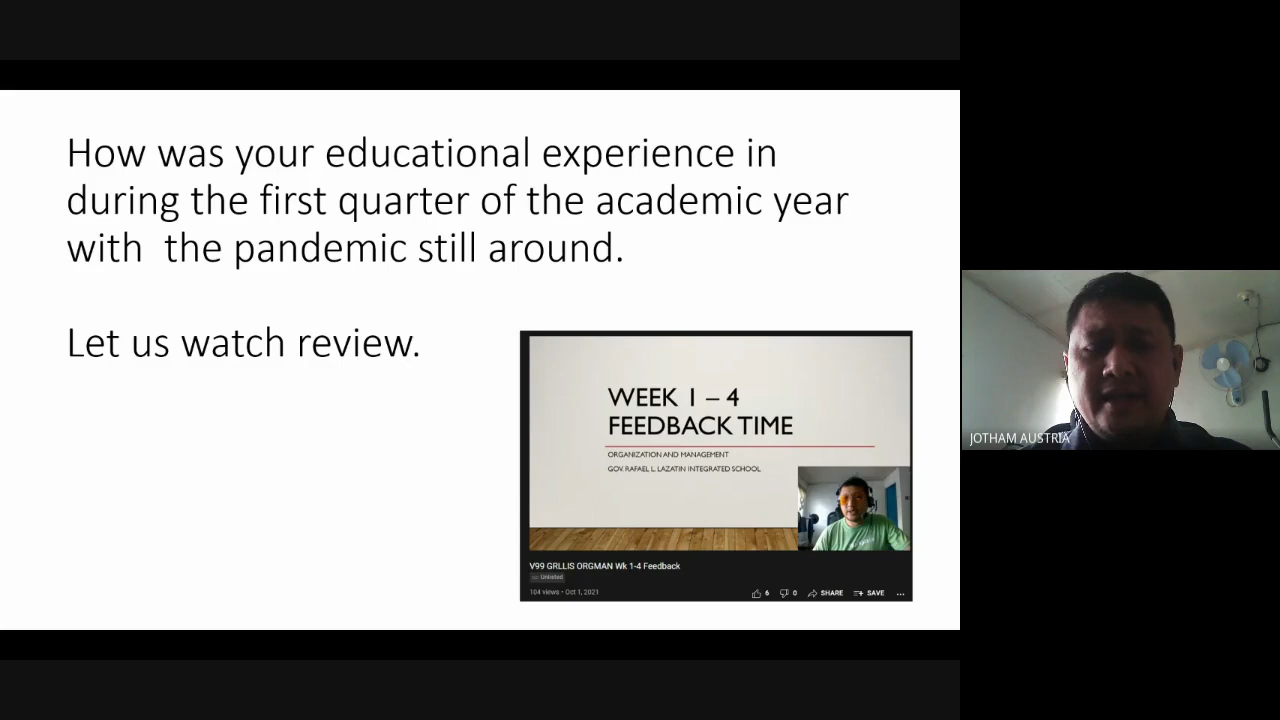 How was your educational experience in
during the first quarter of the academic year
with  the pandemic still around.
Let us watch review.
WEEK 1 – 4
FEEDBACK TIME
ORGANIZATION AND MANAGEMENT
GOV. RAFAEL L. LAZATIN INTEGRATED SCHOOL
V99 GRLLIS ORGMAN Wk 1-4 Feedback
Unlisted
104 views • Oct 1, 2021
6 0 SHARE SAVE ...
JOTHAM AUSTRIA